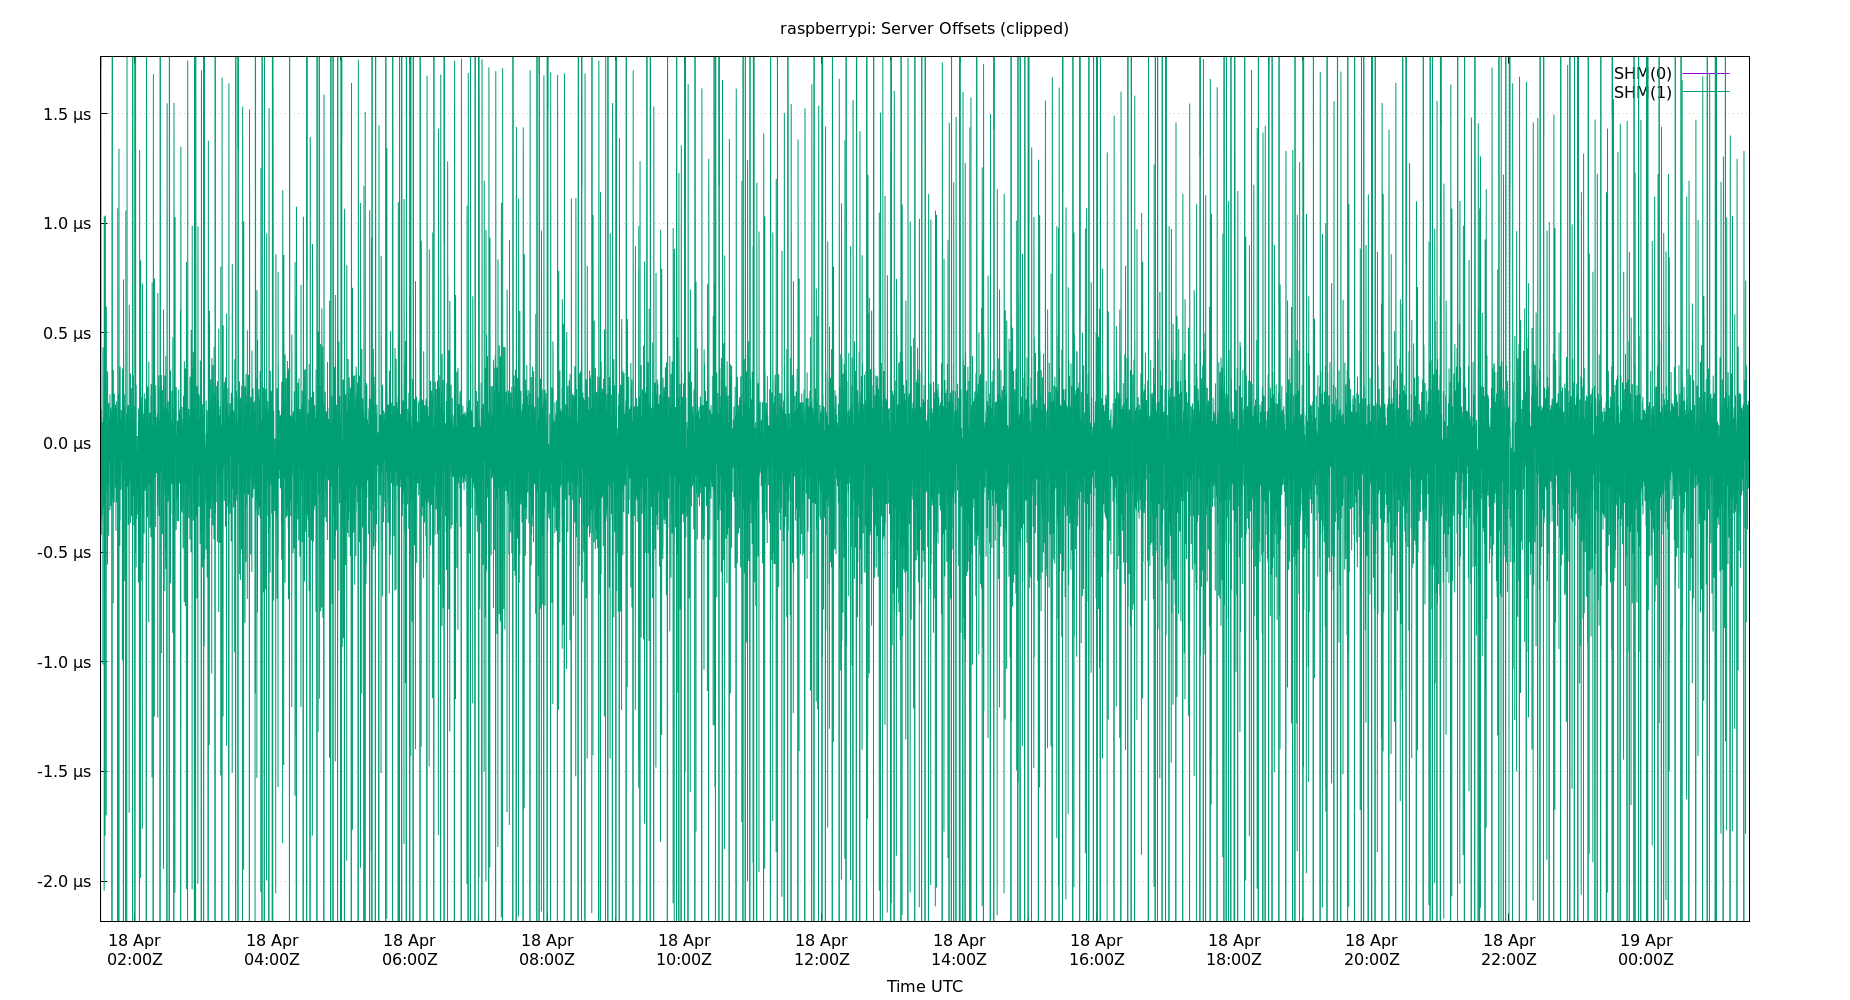 raspberrypi: Server Offsets (clipped)
SHM(0)
SHM(1)
1.5 µs
1.0 µs
0.5 µs
0.0 µs
-0.5 µs
-1.0 µs
-1.5 µs
-2.0 µs
18 Apr 18 Apr 18 Apr 18 Apr 18 Apr 18 Apr 18 Apr 18 Apr 18 Apr 18 Apr 18 Apr 19 Apr
02:00Z 04:00Z 06:00Z 08:00Z 10:00Z 12:00Z 14:00Z 16:00Z 18:00Z 20:00Z 22:00Z 00:00Z
Time UTC